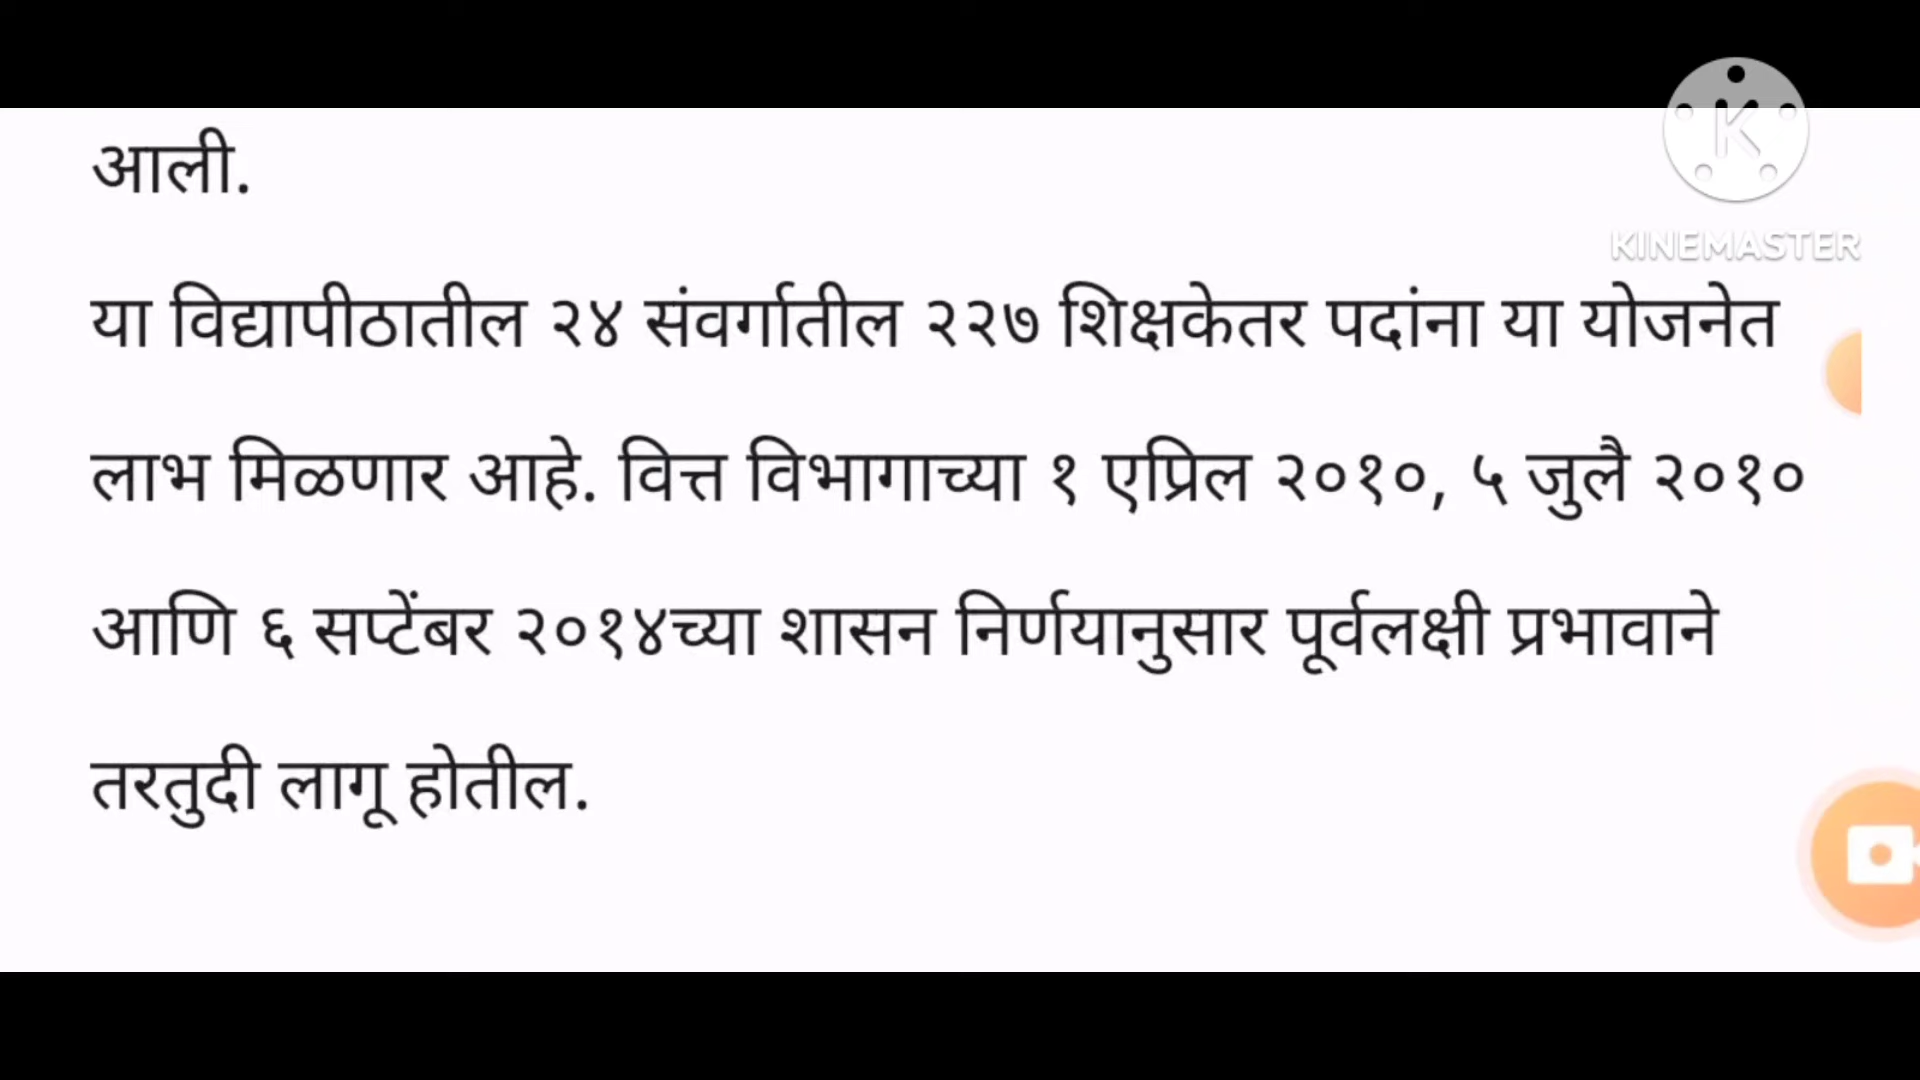 आली.
KINEMASTER
या विद्यापीठातील २४ संवर्गातील २२७ शिक्षकेतर पदांना या योजनेत
लाभ मिळणार आहे. वित्त विभागाच्या १ एप्रिल २०१०, ५ जुलै २०१०
आणि ६ सप्टेंबर २०१४च्या शासन निर्णयानुसार पूर्वलक्षी प्रभावाने
तरतुदी लागू होतील.